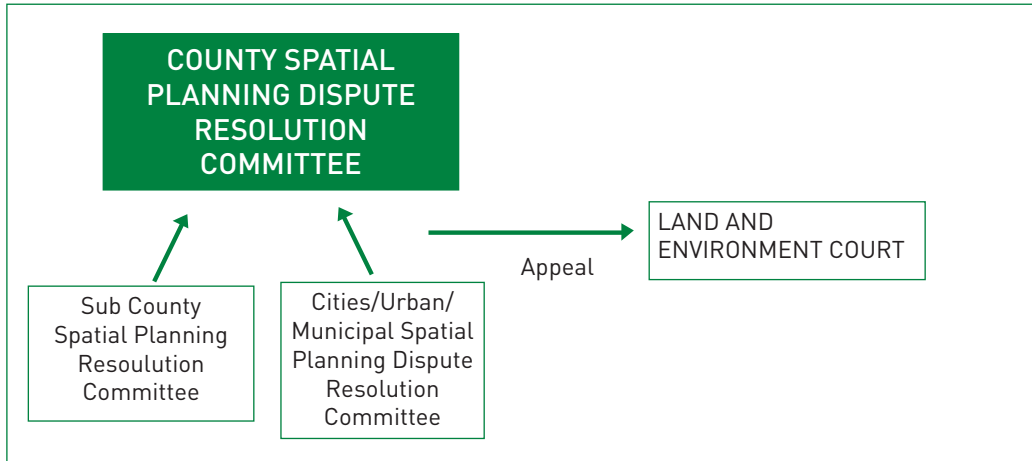 COUNTY SPATIAL
PLANNING DISPUTE
RESOLUTION
COMMITTEE
LAND AND
ENVIRONMENT COURT
Appeal
Sub County
Spatial Planning
Resoulution
Committee
Cities/Urban/
Municipal Spatial
Planning Dispute
Resolution
Committee